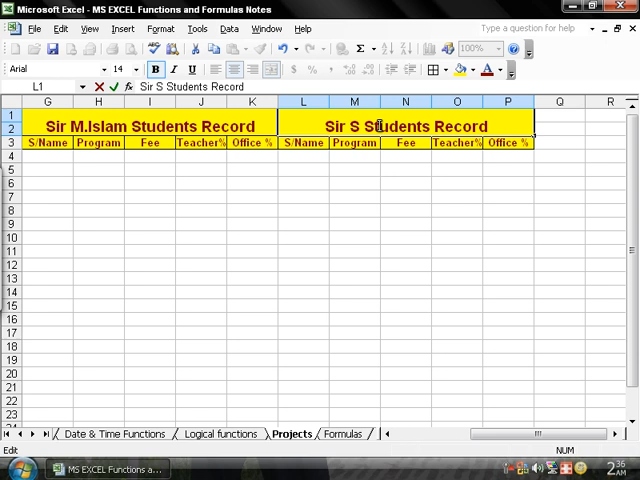 Microsoft Excel - MS EXCEL Functions and Formulas Notes
File Edit View Insert Format Tools Data Window Help Type a question for help
100%
Arial 14 B I U $ % ,
L1 Sir S Students Record
G H I J K L M N O P Q R
1
2 Sir M.Islam Students Record Sir S Students Record
3 S/Name Program Fee Teacher% Office % S/Name Program Fee Teacher% Office %
4
5
6
7
8
9
10
11
12
13
14
15
16
17
18
19
20
21
22
23
Date & Time Functions Logical functions Projects Formulas
Edit NUM
MS EXCEL Functions a... 2:36 AM